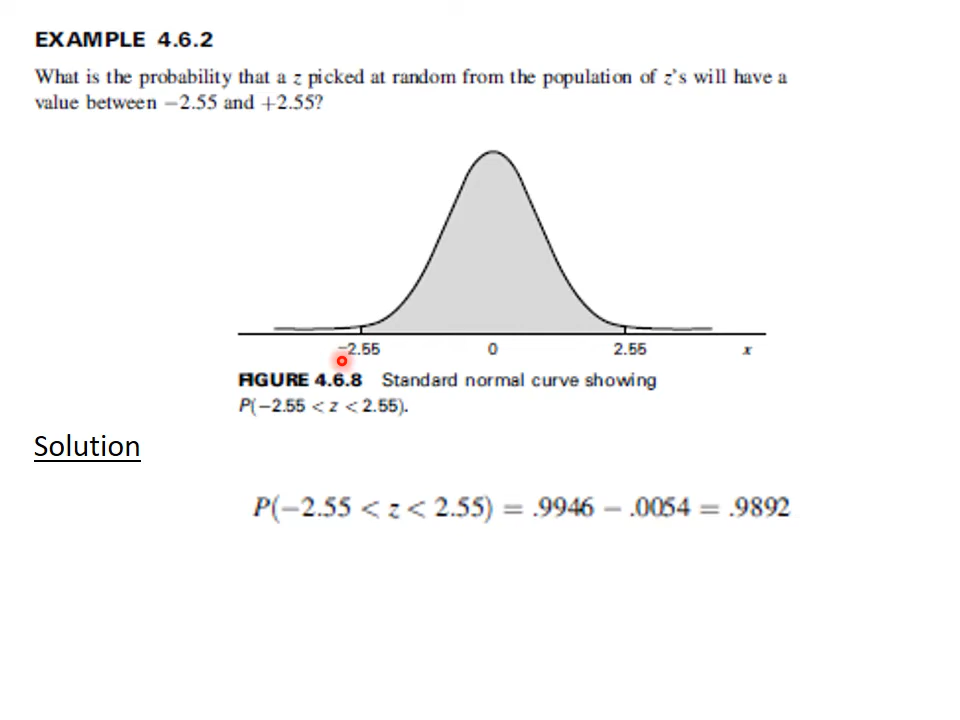 EXAMPLE 4.6.2
What is the probability that a z picked at random from the population of z's will have a
value between −2.55 and +2.55?
−2.55 0 2.55 x
FIGURE 4.6.8 Standard normal curve showing
P(−2.55 < z < 2.55).
Solution
P(−2.55 < z < 2.55) = .9946 − .0054 = .9892